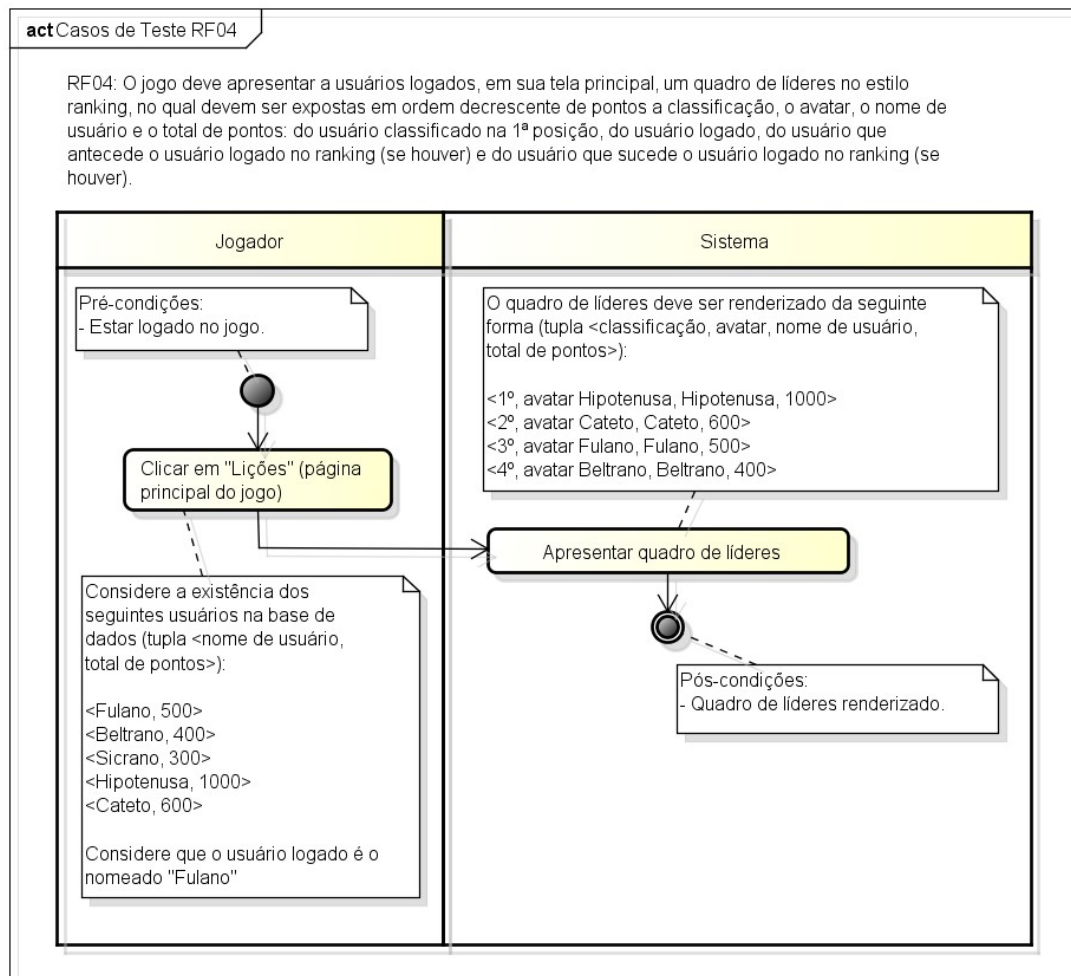 act Casos de Teste RF04
RF04: O jogo deve apresentar a usuários logados, em sua tela principal, um quadro de líderes no estilo
ranking, no qual devem ser expostas em ordem decrescente de pontos a classificação, o avatar, o nome de
usuário e o total de pontos: do usuário classificado na 1ª posição, do usuário logado, do usuário que
antecede o usuário logado no ranking (se houver) e do usuário que sucede o usuário logado no ranking (se
houver).
Jogador
Pré-condições:
- Estar logado no jogo.
Clicar em "Lições" (página
principal do jogo)
Considere a existência dos
seguintes usuários na base de
dados (tupla <nome de usuário,
total de pontos>):
<Fulano, 500>
<Beltrano, 400>
<Sicrano, 300>
<Hipotenusa, 1000>
<Cateto, 600>
Considere que o usuário logado é o
nomeado "Fulano"
Sistema
O quadro de líderes deve ser renderizado da seguinte
forma (tupla <classificação, avatar, nome de usuário,
total de pontos>):
<1º, avatar Hipotenusa, Hipotenusa, 1000>
<2º, avatar Cateto, Cateto, 600>
<3º, avatar Fulano, Fulano, 500>
<4º, avatar Beltrano, Beltrano, 400>
Apresentar quadro de líderes
Pós-condições:
- Quadro de líderes renderizado.